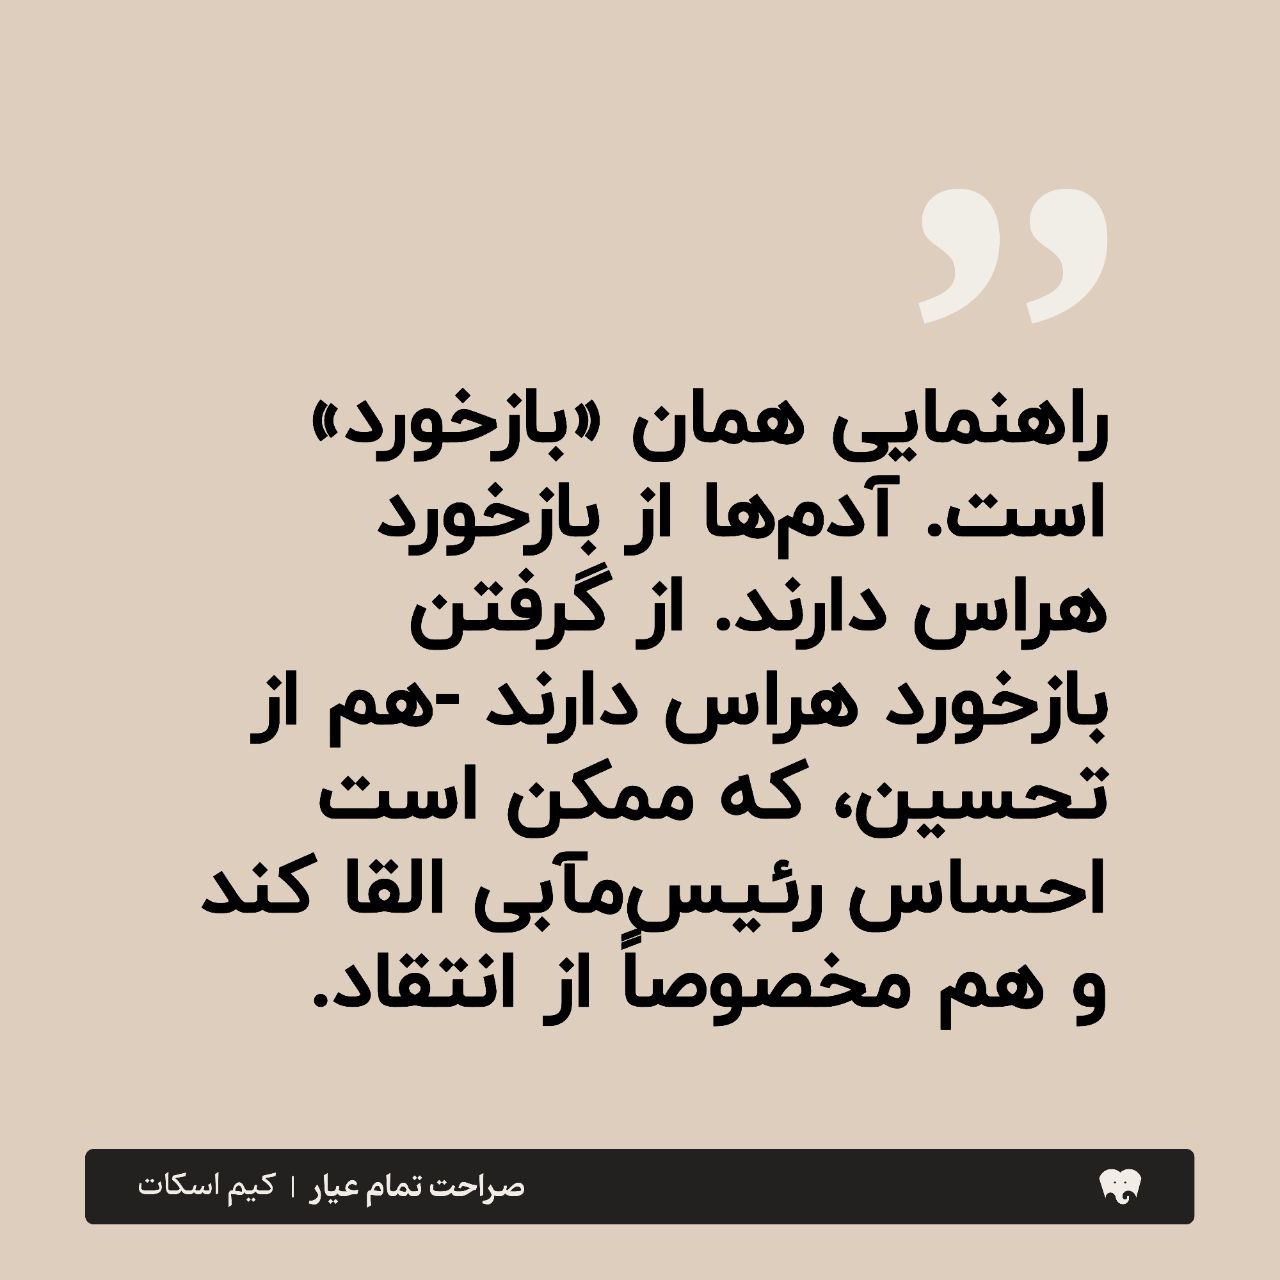 راهنمایی همان «بازخورد»
است. آدم‌ها از بازخورد
هراس دارند. از گرفتن
بازخورد هراس دارند -هم از
تحسین، که ممکن است
احساس رئیس‌مآبی القا کند
و هم مخصوصاً از انتقاد.
صراحت تمام عیار | کیم اسکات